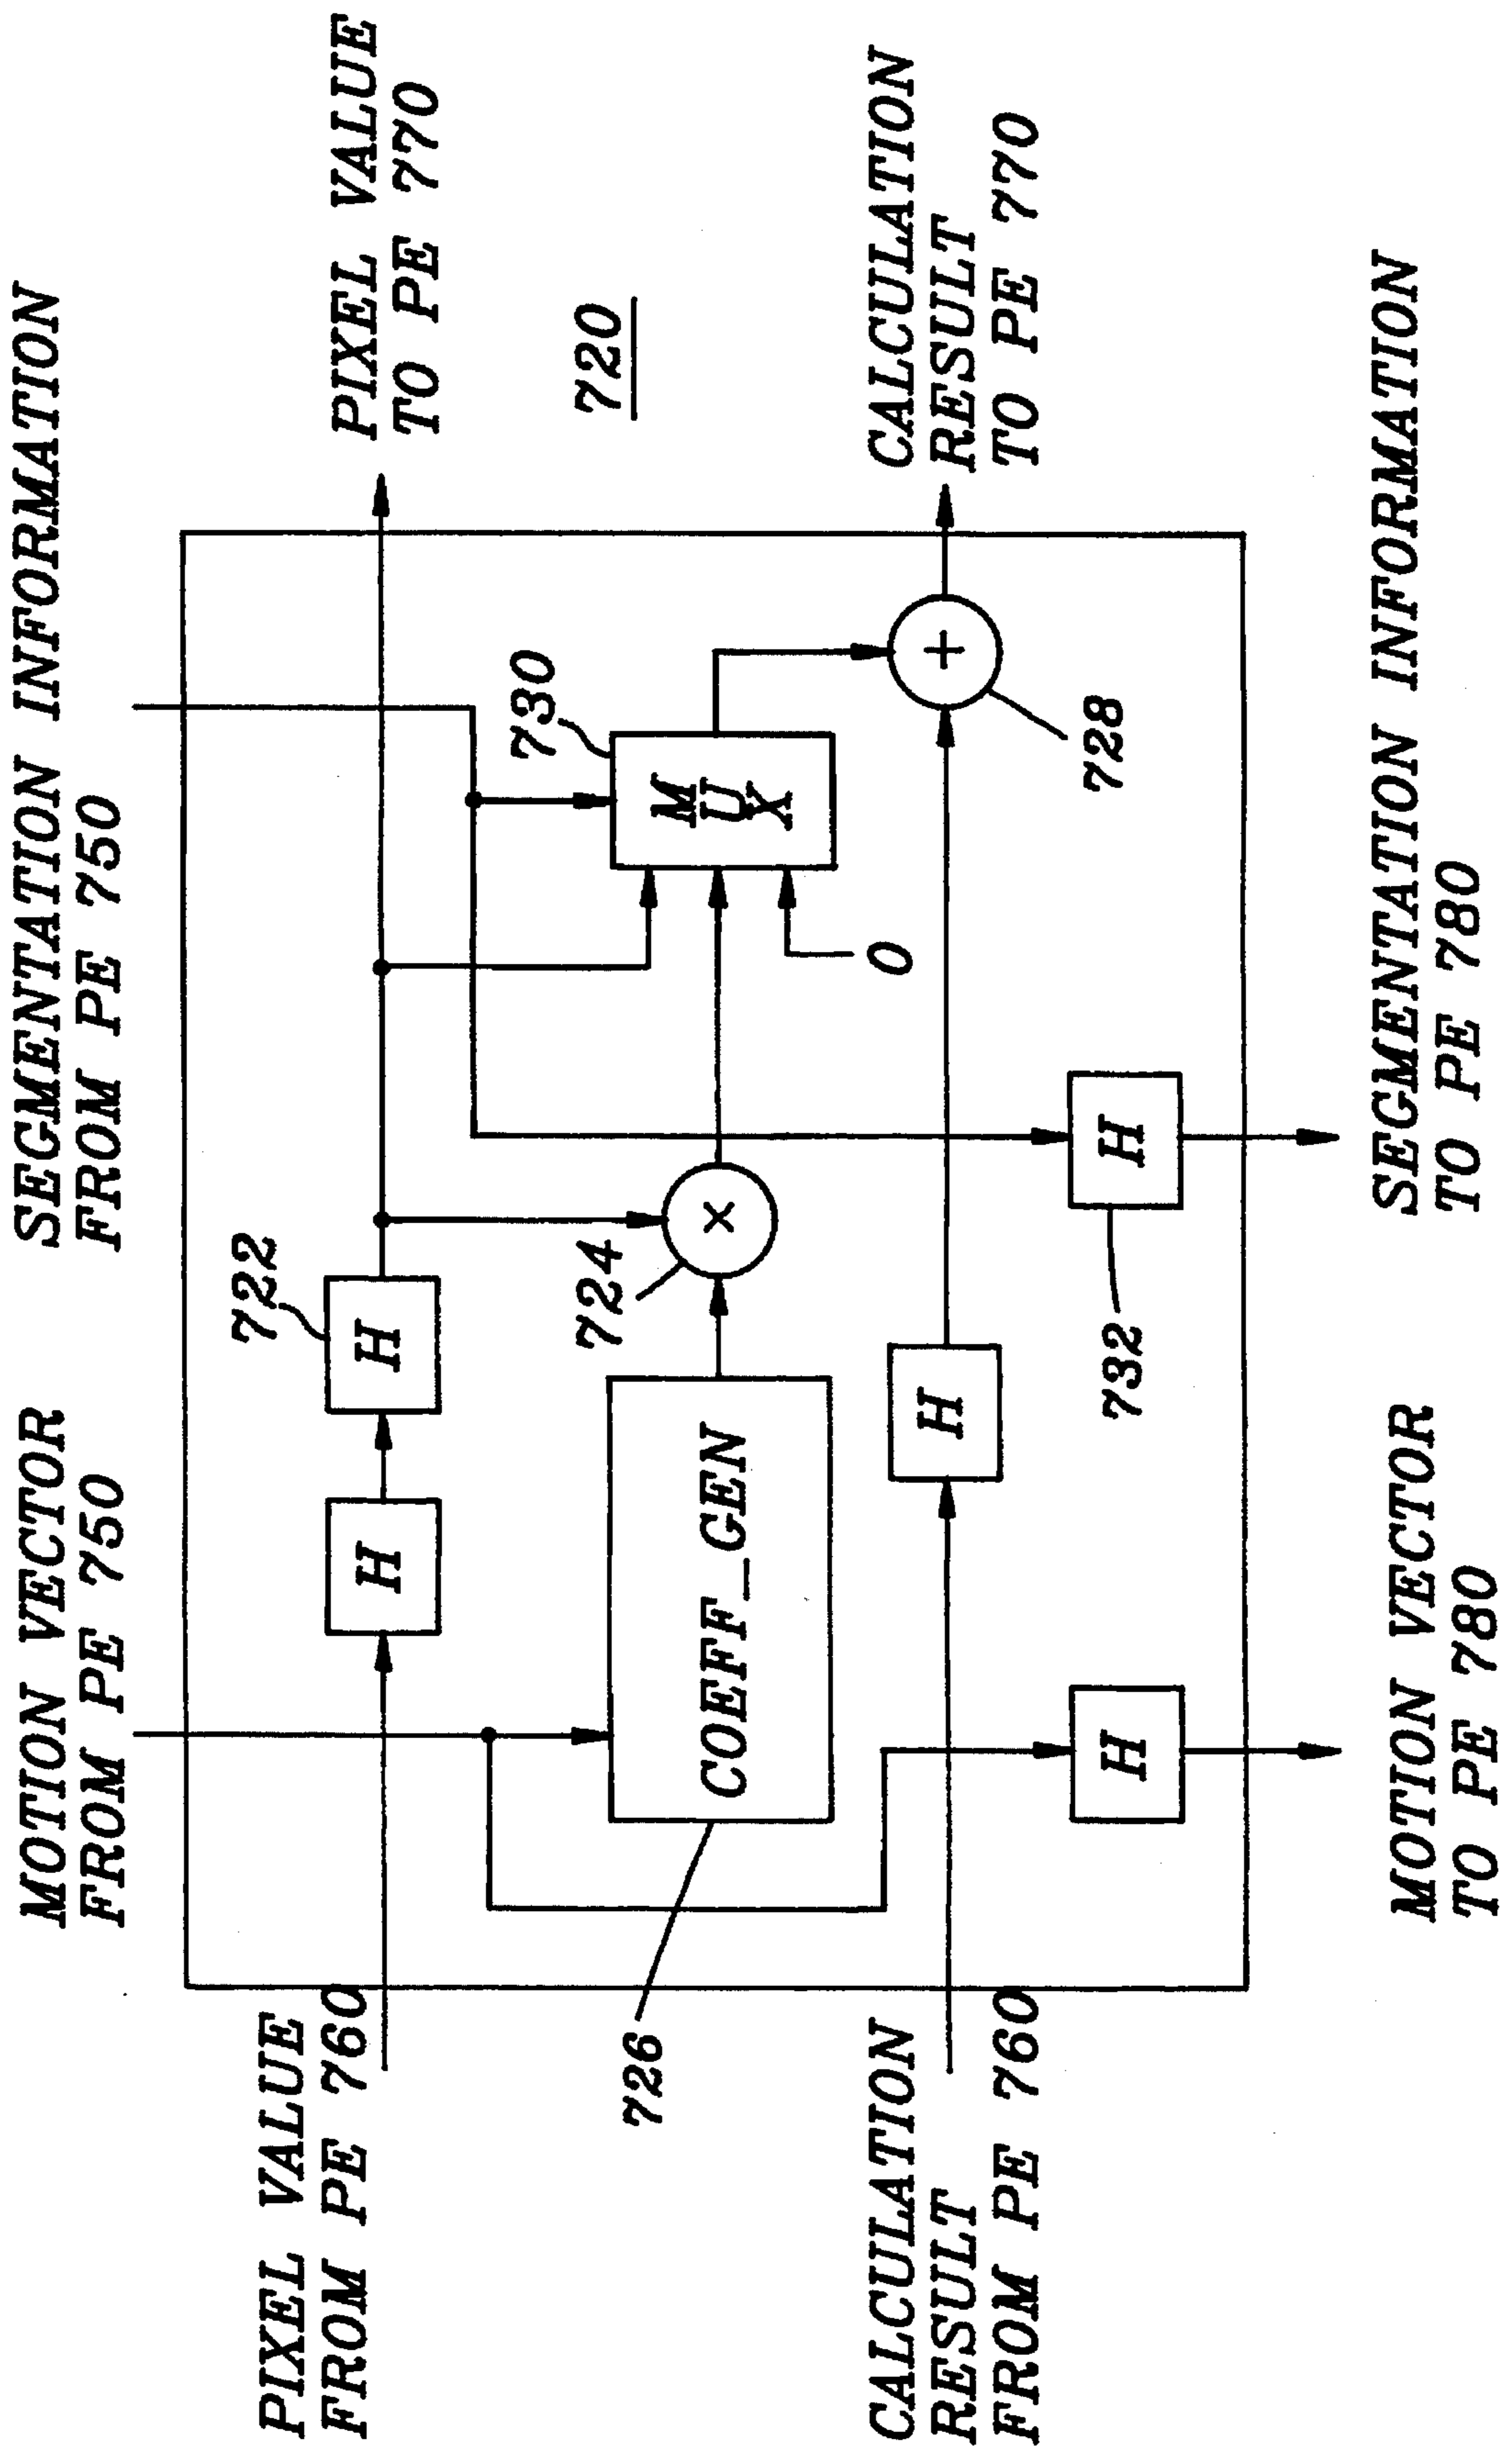 MOTION VECTOR
FROM PE 750
SEGMENTATION INFORMATION
FROM PE 750
PIXEL VALUE
FROM PE 760
H
H
722
PIXEL VALUE
TO PE 770
720
726
COEFF_GEN
724
×
MUX
730
0
CALCULATION
RESULT
FROM PE 760
H
+
728
CALCULATION
RESULT
TO PE 770
H
732
H
MOTION VECTOR
TO PE 780
SEGMENTATION INFORMATION
TO PE 780